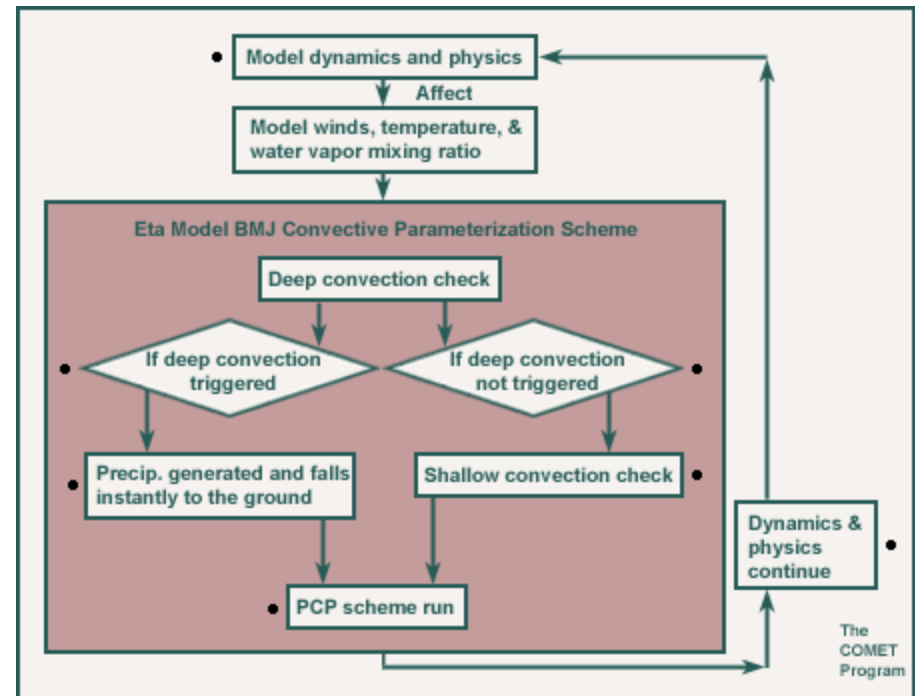 Model dynamics and physics
Affect
Model winds, temperature, &
water vapor mixing ratio
Eta Model BMJ Convective Parameterization Scheme
Deep convection check
If deep convection
triggered
If deep convection
not triggered
Precip. generated and falls
instantly to the ground
Shallow convection check
Dynamics &
physics
continue
PCP scheme run
The
COMET
Program